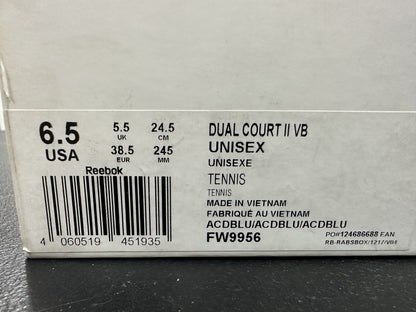 6.5
USA
5.5
UK
24.5
CM
38.5
EUR
245
MM
Reebok
4 060519 451935
DUAL COURT II VB
UNISEX
UNISEXE
TENNIS
TENNIS
MADE IN VIETNAM
FABRIQUÉ AU VIETNAM
ACDBLU/ACDBLU/ACDBLU
FW9956
PO#124686688 EAN
RB-RABSBOX/1217/V01